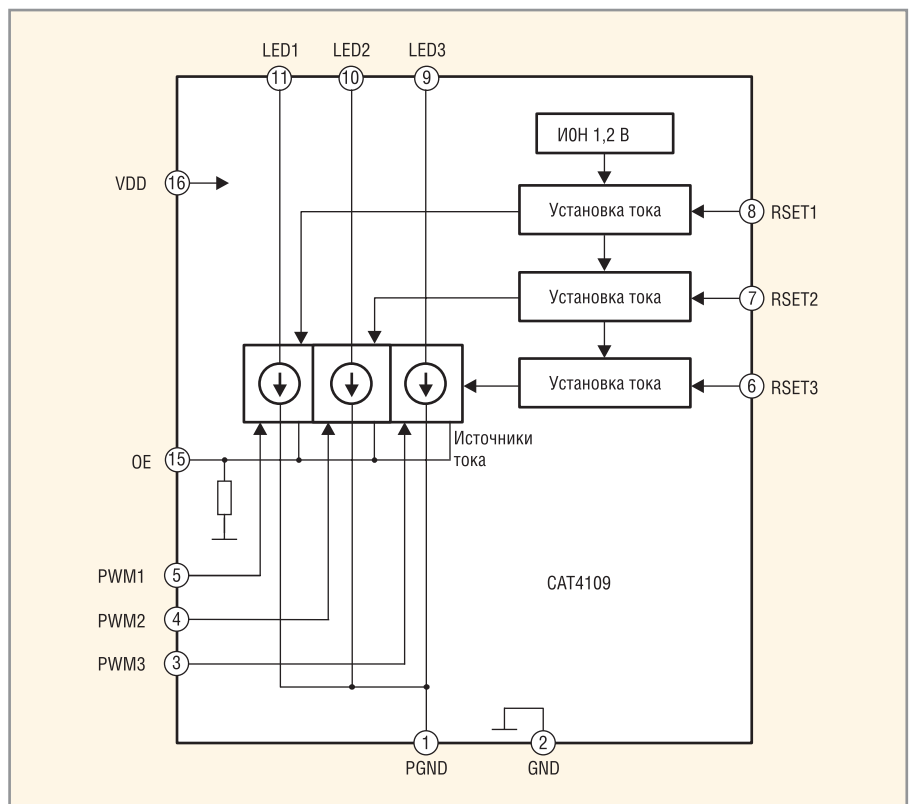 LED1 LED2 LED3
11 10 9
ИОН 1,2 В
VDD 16
Установка тока
8 RSET1
Установка тока
7 RSET2
Установка тока
6 RSET3
Источники
тока
OE 15
PWM1 5
CAT4109
PWM2 4
PWM3 3
1 2
PGND GND